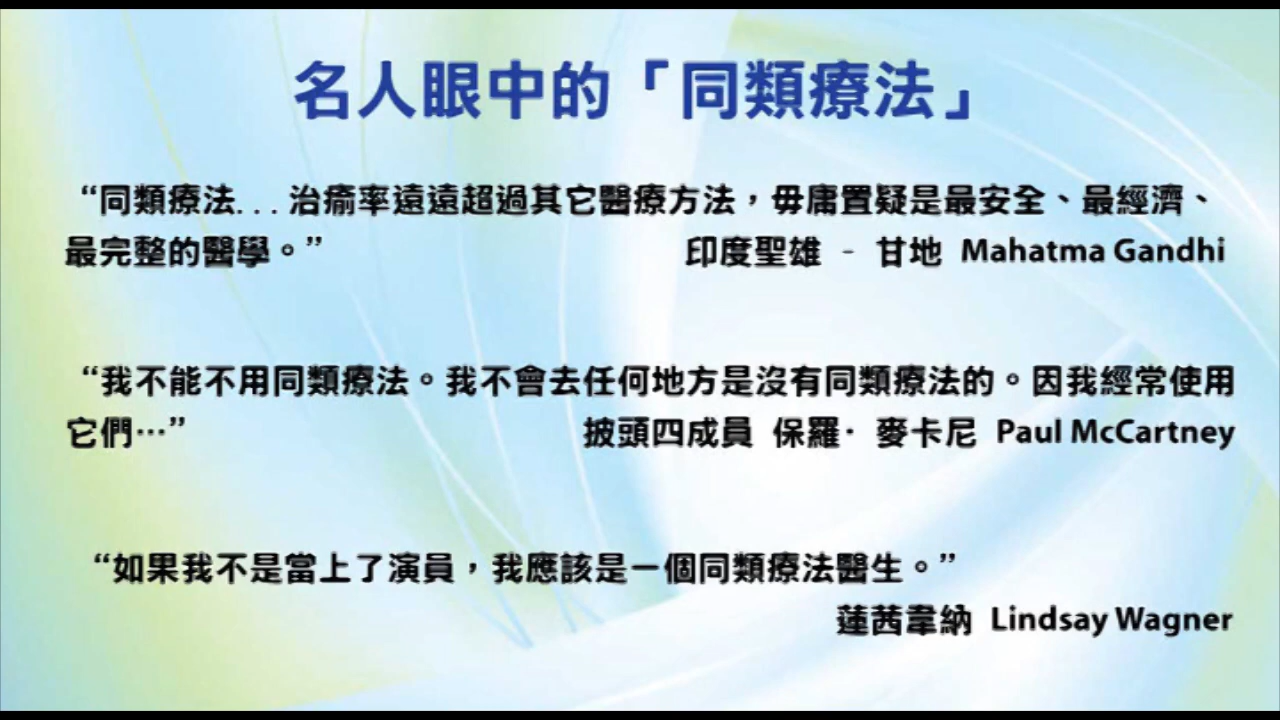 名人眼中的「同類療法」
“同類療法...治瘉率遠遠超過其它醫療方法，毋庸置疑是最安全、最經濟、
最完整的醫學。” 印度聖雄 - 甘地 Mahatma Gandhi
“我不能不用同類療法。我不會去任何地方是沒有同類療法的。因我經常使用
它們…” 披頭四成員 保羅· 麥卡尼 Paul McCartney
“如果我不是當上了演員，我應該是一個同類療法醫生。”
蓮茜韋納 Lindsay Wagner